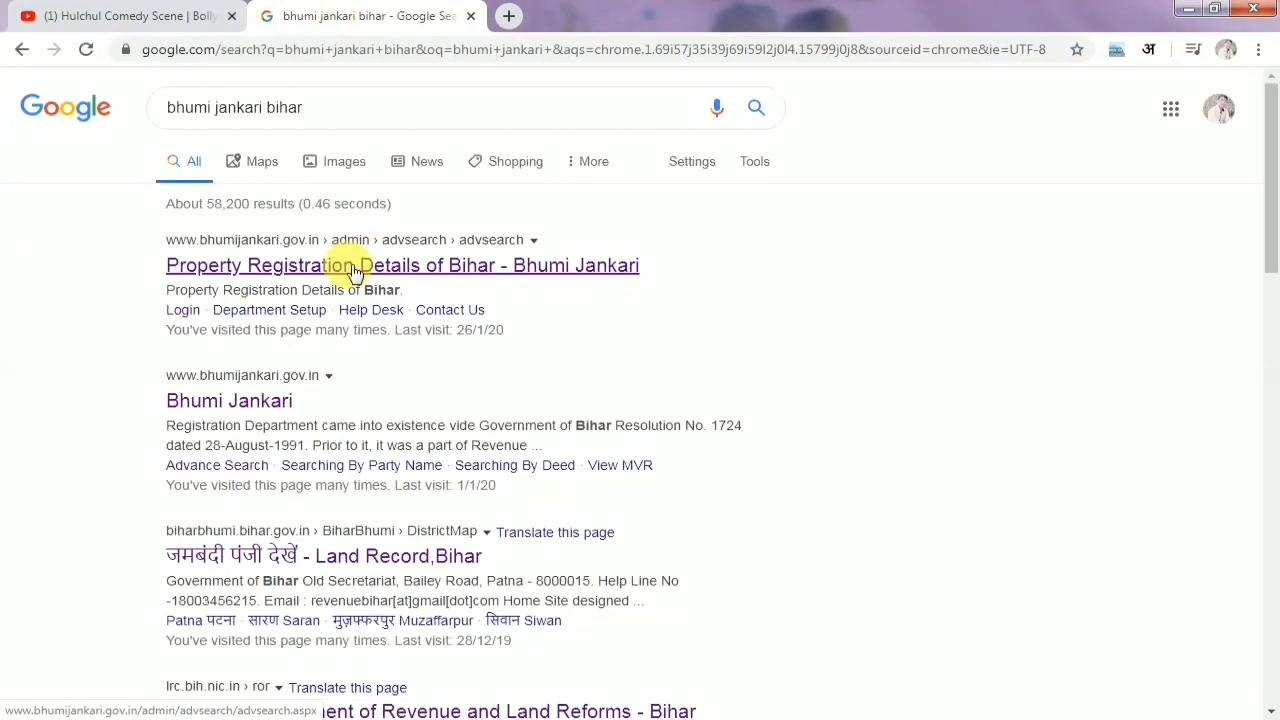 (1) Hulchul Comedy Scene | Bolly
bhumi jankari bihar - Google Sea
google.com/search?q=bhumi+jankari+bihar&oq=bhumi+jankari+&aqs=chrome.1.69i57j35i39j69i59l2j0l4.15799j0j8&sourceid=chrome&ie=UTF-8
अ
Google
bhumi jankari bihar
All Maps Images News Shopping More Settings Tools
About 58,200 results (0.46 seconds)
www.bhumijankari.gov.in › admin › advsearch › advsearch
Property Registration Details of Bihar - Bhumi Jankari
Property Registration Details of Bihar.
Login · Department Setup · Help Desk · Contact Us
You've visited this page many times. Last visit: 26/1/20
www.bhumijankari.gov.in
Bhumi Jankari
Registration Department came into existence vide Government of Bihar Resolution No. 1724
dated 28-August-1991. Prior to it, it was a part of Revenue ...
Advance Search · Searching By Party Name · Searching By Deed · View MVR
You've visited this page many times. Last visit: 1/1/20
biharbhumi.bihar.gov.in › BiharBhumi › DistrictMap Translate this page
जमबंदी पंजी देखें - Land Record,Bihar
Government of Bihar Old Secretariat, Bailey Road, Patna - 8000015. Help Line No
-18003456215. Email : revenuebihar[at]gmail[dot]com Home Site designed ...
Patna पटना · सारण Saran · मुज़फ्फरपुर Muzaffarpur · सिवान Siwan
You've visited this page many times. Last visit: 28/12/19
lrc.bih.nic.in › ror Translate this page
ent of Revenue and Land Reforms - Bihar
www.bhumijankari.gov.in/admin/advsearch/advsearch.aspx